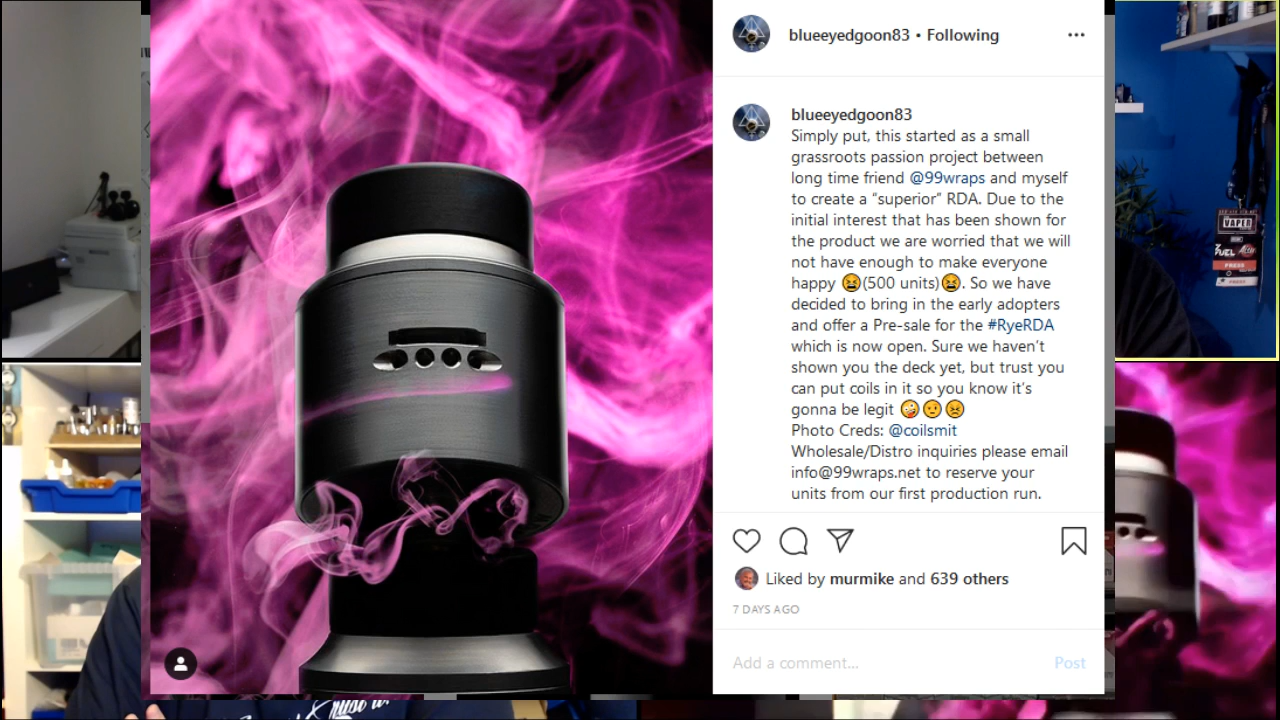 blueeyedgoon83 • Following
blueeyedgoon83
Simply put, this started as a small
grassroots passion project between
long time friend @99wraps and myself
to create a “superior” RDA. Due to the
initial interest that has been shown for
the product we are worried that we will
not have enough to make everyone
happy 😫(500 units)😫. So we have
decided to bring in the early adopters
and offer a Pre-sale for the #RyeRDA
which is now open. Sure we haven’t
shown you the deck yet, but trust you
can put coils in it so you know it’s
gonna be legit 🤪🤨😣
Photo Creds: @coilsmit
Wholesale/Distro inquiries please email
info@99wraps.net to reserve your
units from our first production run.
Liked by murmike and 639 others
7 DAYS AGO
Add a comment... Post
VAPER
FUEL
PRESS
PRESS